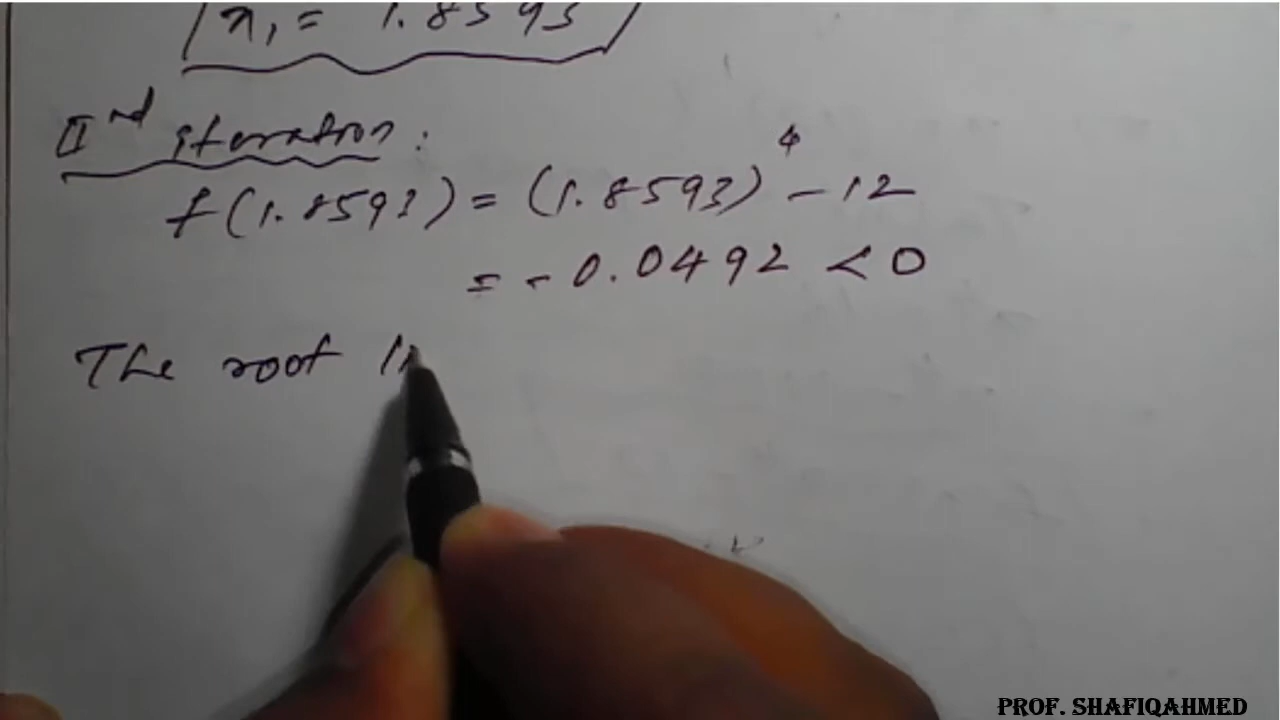 x₁ = 1.8593
IInd iteration:
f(1.8593) = (1.8593)⁴ - 12
= - 0.0492 < 0
The root
PROF. SHAFIQAHMED